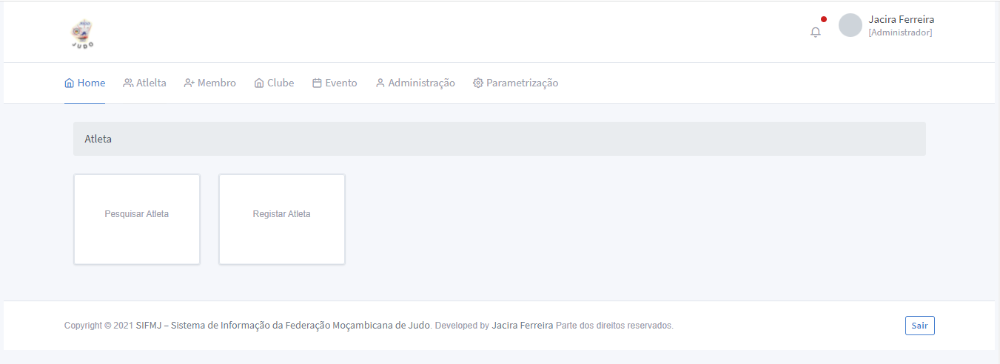 JUDO
Jacira Ferreira
[Administrador]
Home Atlelta Membro Clube Evento Administração Parametrização
Atleta
Pesquisar Atleta Registar Atleta
Copyright © 2021 SIFMJ – Sistema de Informação da Federação Moçambicana de Judo. Developed by Jacira Ferreira Parte dos direitos reservados. Sair